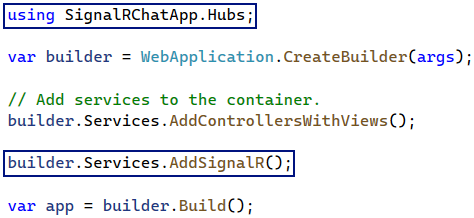 using SignalRChatApp.Hubs;
var builder = WebApplication.CreateBuilder(args);
// Add services to the container.
builder.Services.AddControllersWithViews();
builder.Services.AddSignalR();
var app = builder.Build();